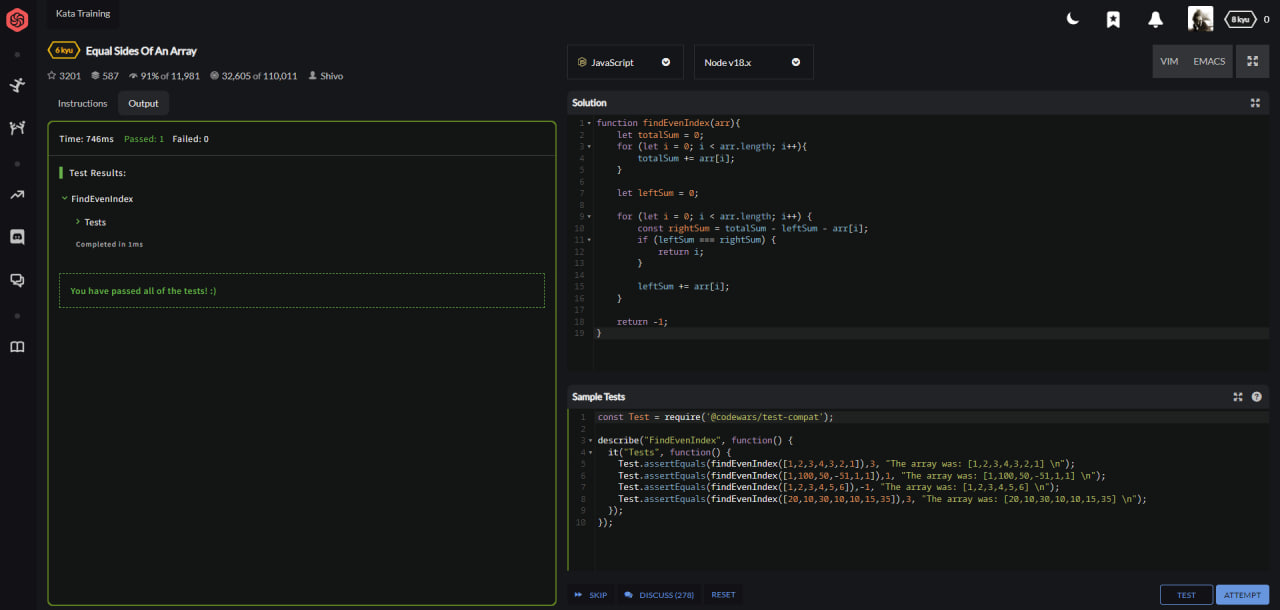 Kata Training
8 kyu 0
6 kyu Equal Sides Of An Array
3201 587 91% of 11,981 32,605 of 110,011 Shivo
JavaScript
Node v18.x
VIM EMACS
Instructions Output
Time: 746ms Passed: 1 Failed: 0
Test Results:
FindEvenIndex
Tests
Completed in 1ms
You have passed all of the tests! :)
Solution
1 function findEvenIndex(arr){
2 let totalSum = 0;
3 for (let i = 0; i < arr.length; i++){
4 totalSum += arr[i];
5 }
6
7 let leftSum = 0;
8
9 for (let i = 0; i < arr.length; i++) {
10 const rightSum = totalSum - leftSum - arr[i];
11 if (leftSum === rightSum) {
12 return i;
13 }
14
15 leftSum += arr[i];
16 }
17
18 return -1;
19 }
Sample Tests
1 const Test = require('@codewars/test-compat');
2
3 describe("FindEvenIndex", function() {
4 it("Tests", function() {
5 Test.assertEquals(findEvenIndex([1,2,3,4,3,2,1]),3, "The array was: [1,2,3,4,3,2,1] \n");
6 Test.assertEquals(findEvenIndex([1,100,50,-51,1,1]),1, "The array was: [1,100,50,-51,1,1] \n");
7 Test.assertEquals(findEvenIndex([1,2,3,4,5,6]),-1, "The array was: [1,2,3,4,5,6] \n");
8 Test.assertEquals(findEvenIndex([20,10,30,10,10,15,35]),3, "The array was: [20,10,30,10,10,15,35] \n");
9 });
10 });
SKIP DISCUSS (278) RESET
TEST ATTEMPT